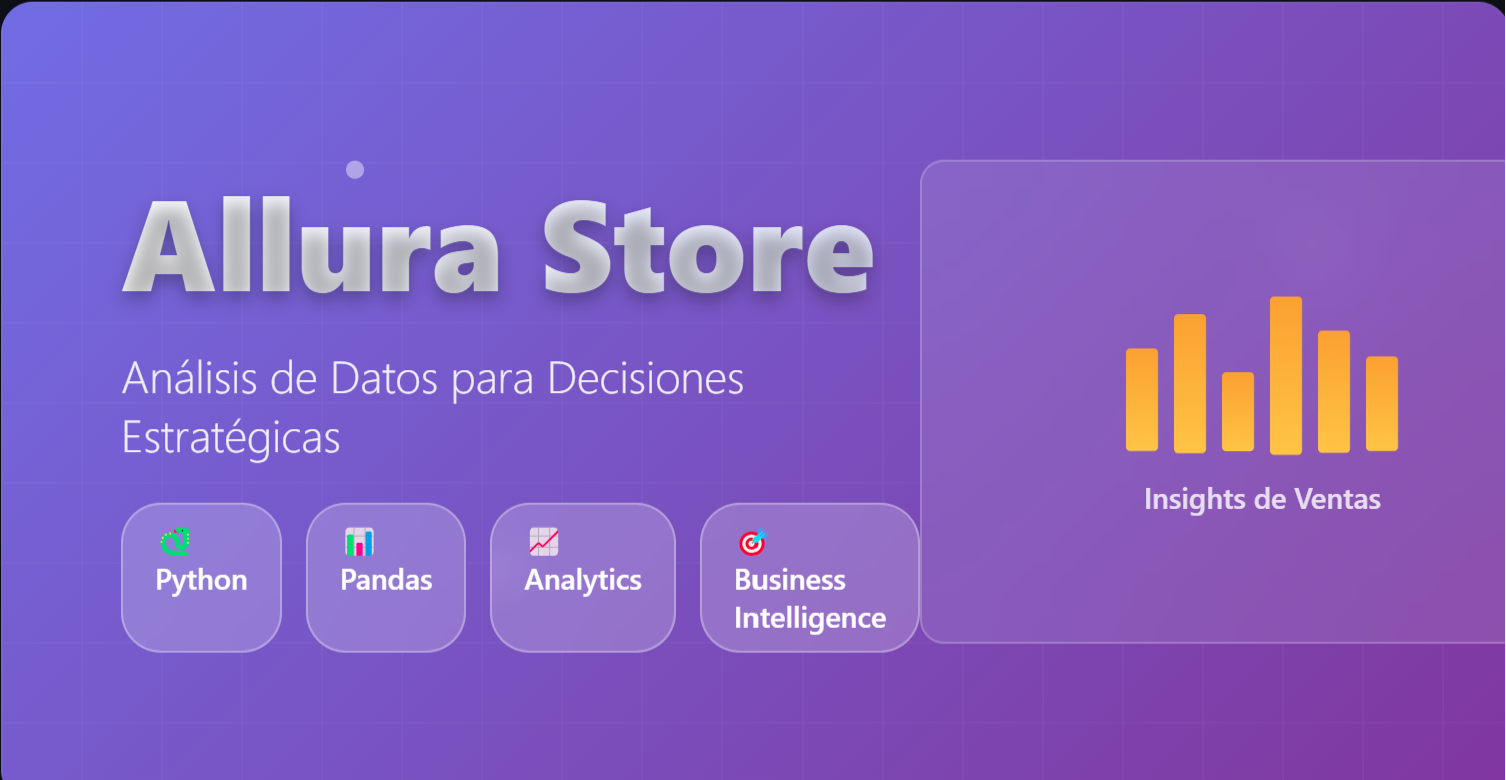 Allura Store
Análisis de Datos para Decisiones
Estratégicas
Python
Pandas
Analytics
Business
Intelligence
Insights de Ventas